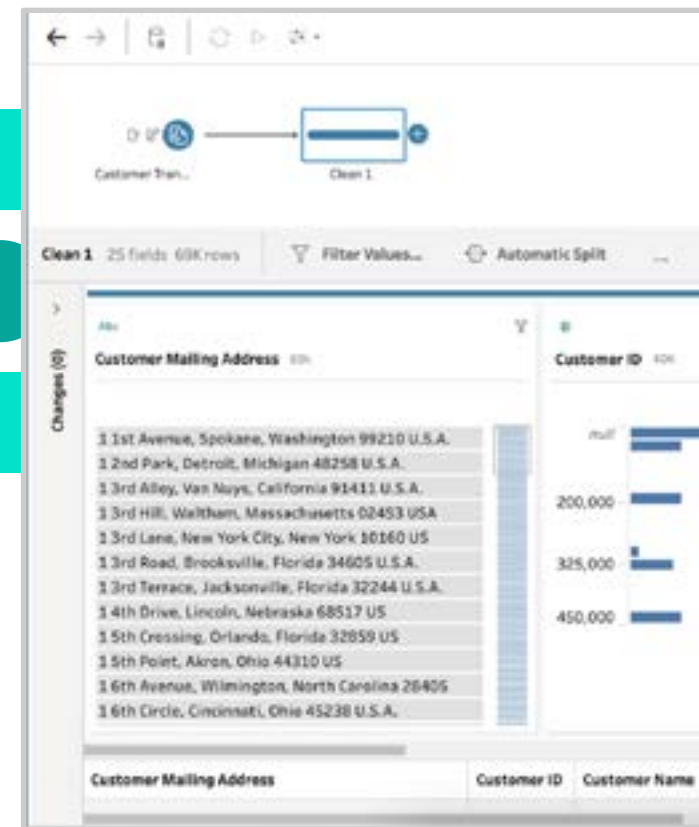 Customer Tran...
Clean 1
Clean 1 25 fields 69K rows Filter Values... Automatic Split ...
Changes (0)
Abc
Customer Mailing Address
1 1st Avenue, Spokane, Washington 99210 U.S.A.
1 2nd Park, Detroit, Michigan 48258 U.S.A.
1 3rd Alley, Van Nuys, California 91411 U.S.A.
1 3rd Hill, Waltham, Massachusetts 02453 USA
1 3rd Lane, New York City, New York 10160 US
1 3rd Road, Brooksville, Florida 34605 U.S.A.
1 3rd Terrace, Jacksonville, Florida 32244 U.S.A.
1 4th Drive, Lincoln, Nebraska 68517 US
1 5th Crossing, Orlando, Florida 32859 US
1 5th Point, Akron, Ohio 44310 US
1 6th Avenue, Wilmington, North Carolina 28405
1 6th Circle, Cincinnati, Ohio 45238 U.S.A.
#
Customer ID
null
200,000
325,000
450,000
Customer Mailing Address Customer ID Customer Name